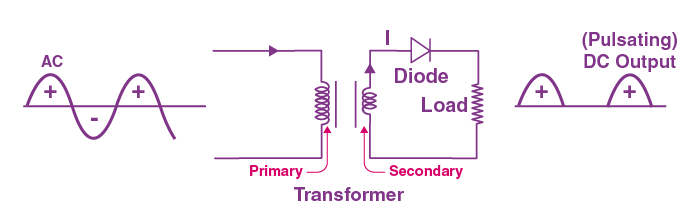 AC
+
+
-
I
Diode
Load
Primary
Secondary
Transformer
(Pulsating)
DC Output
+
+